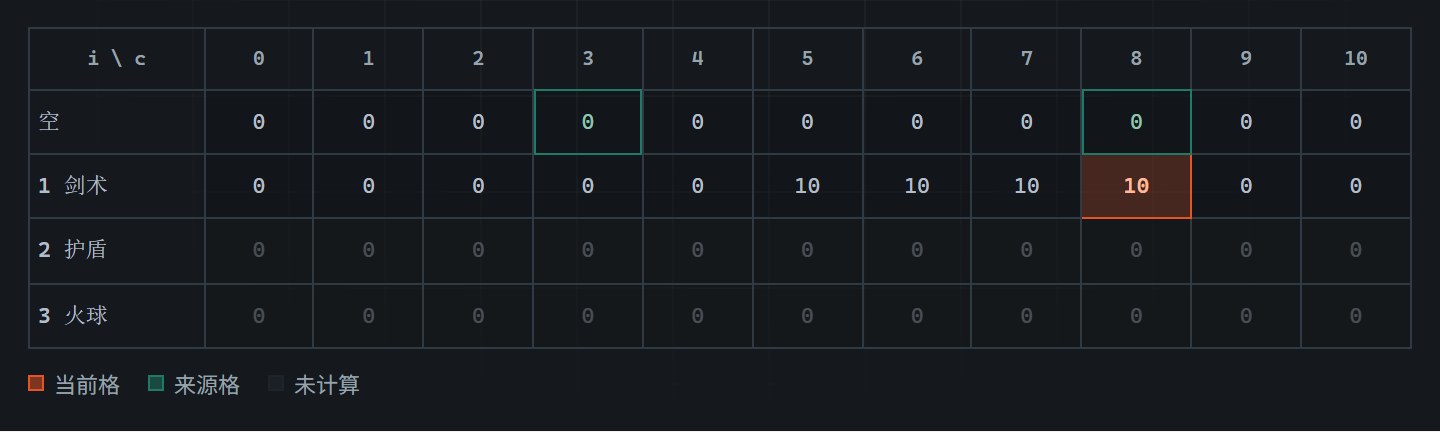 i \ c 0 1 2 3 4 5 6 7 8 9 10
空 0 0 0 0 0 0 0 0 0 0 0
1 剑术 0 0 0 0 0 10 10 10 10 0 0
2 护盾 0 0 0 0 0 0 0 0 0 0 0
3 火球 0 0 0 0 0 0 0 0 0 0 0
当前格 来源格 未计算